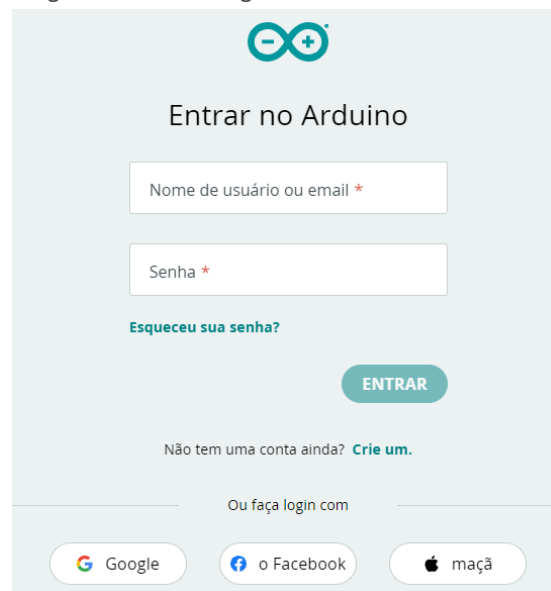 Entrar no Arduino
Nome de usuário ou email *
Senha *
Esqueceu sua senha?
ENTRAR
Não tem uma conta ainda? Crie um.
Ou faça login com
Google o Facebook maçã